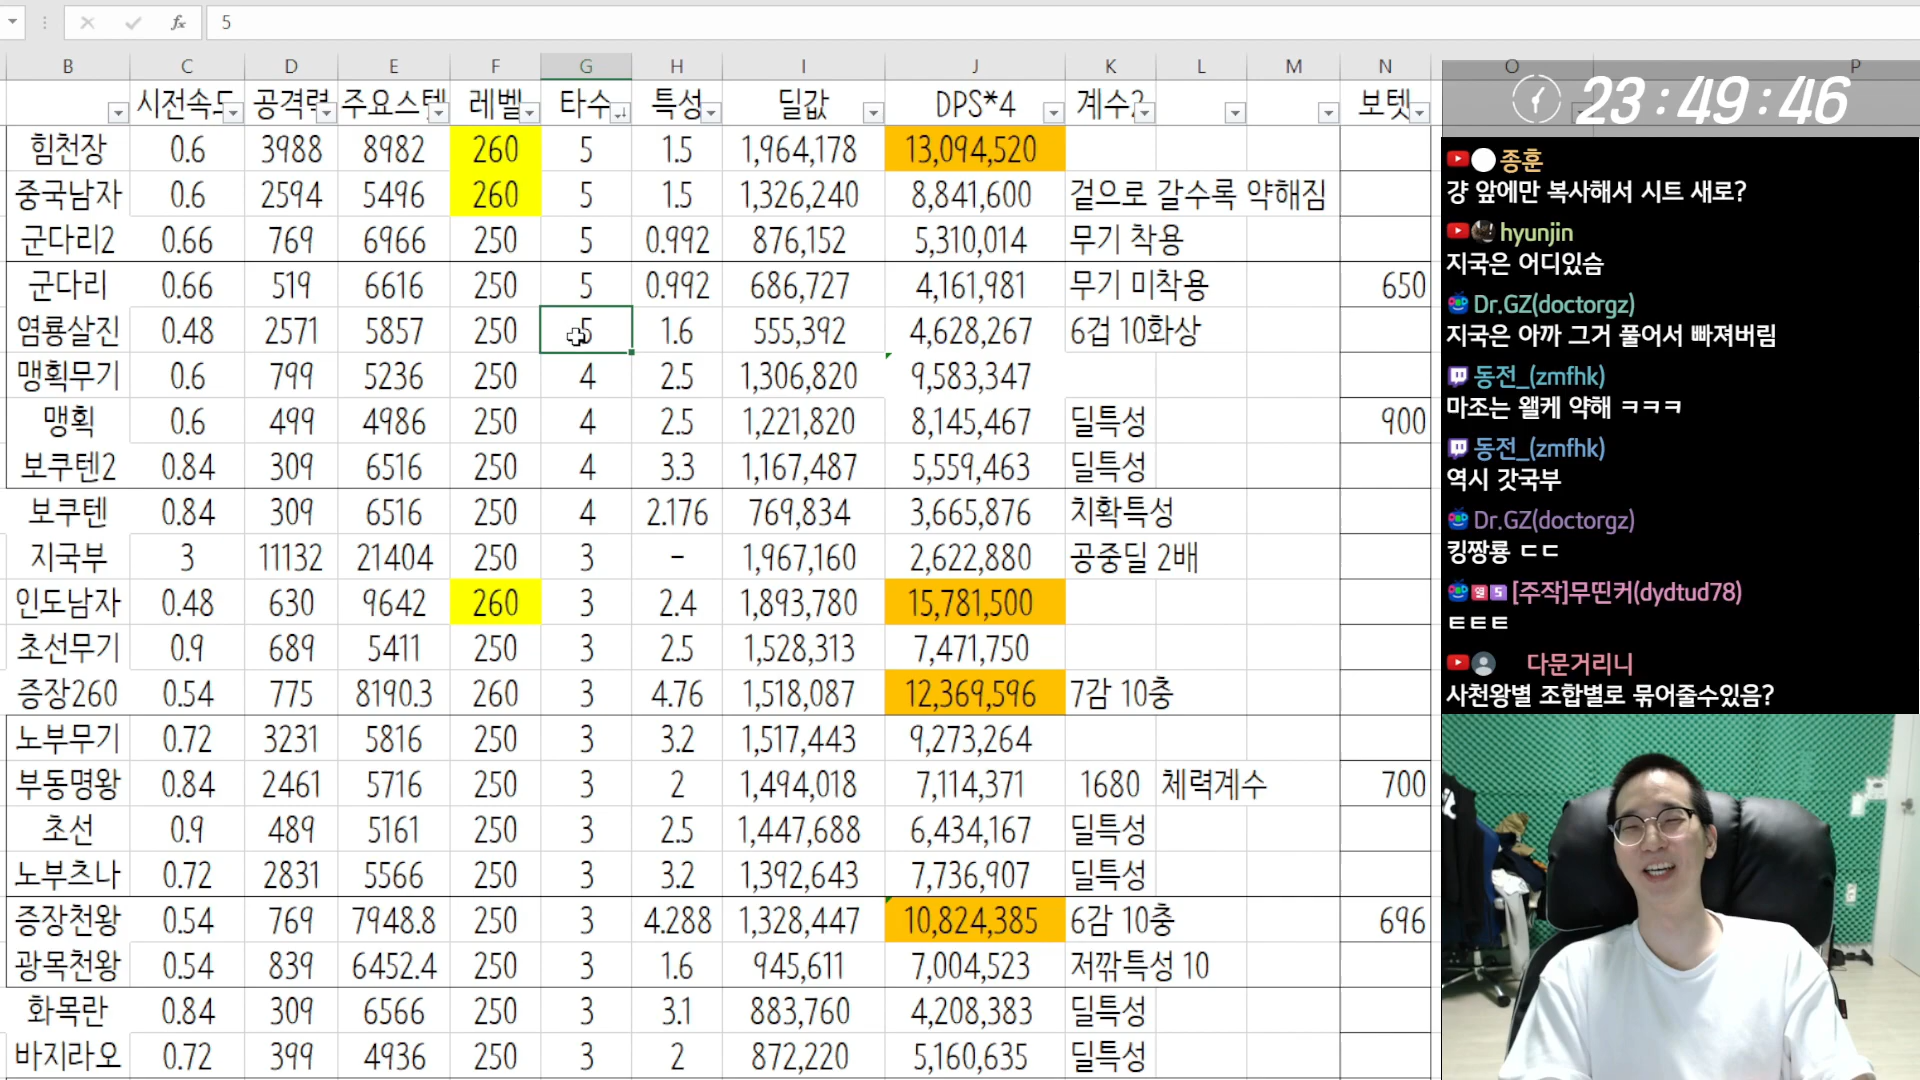 fx 5
B C D E F G H I J K L M N O P
시전속도 공격력 주요스텟 레벨 타수 특성 딜값 DPS*4 계수2 보텟
힘천장 0.6 3988 8982 260 5 1.5 1,964,178 13,094,520
중국남자 0.6 2594 5496 260 5 1.5 1,326,240 8,841,600 겉으로 갈수록 약해짐
군다리2 0.66 769 6966 250 5 0.992 876,152 5,310,014 무기 착용
군다리 0.66 519 6616 250 5 0.992 686,727 4,161,981 무기 미착용 650
염룡살진 0.48 2571 5857 250 5 1.6 555,392 4,628,267 6겁 10화상
맹획무기 0.6 799 5236 250 4 2.5 1,306,820 9,583,347
맹획 0.6 499 4986 250 4 2.5 1,221,820 8,145,467 딜특성 900
보쿠텐2 0.84 309 6516 250 4 3.3 1,167,487 5,559,463 딜특성
보쿠텐 0.84 309 6516 250 4 2.176 769,834 3,665,876 치확특성
지국부 3 11132 21404 250 3 - 1,967,160 2,622,880 공중딜 2배
인도남자 0.48 630 9642 260 3 2.4 1,893,780 15,781,500
초선무기 0.9 689 5411 250 3 2.5 1,528,313 7,471,750
증장260 0.54 775 8190.3 260 3 4.76 1,518,087 12,369,596 7감 10충
노부무기 0.72 3231 5816 250 3 3.2 1,517,443 9,273,264
부동명왕 0.84 2461 5716 250 3 2 1,494,018 7,114,371 1680 체력계수 700
초선 0.9 489 5161 250 3 2.5 1,447,688 6,434,167 딜특성
노부츠나 0.72 2831 5566 250 3 3.2 1,392,643 7,736,907 딜특성
증장천왕 0.54 769 7948.8 250 3 4.288 1,328,447 10,824,385 6감 10충 696
광목천왕 0.54 839 6452.4 250 3 1.6 945,611 7,004,523 저깎특성 10
화목란 0.84 309 6566 250 3 3.1 883,760 4,208,383 딜특성
바지라오 0.72 399 4936 250 3 2 872,220 5,160,635 딜특성
23:49:46
종훈
걍 앞에만 복사해서 시트 새로?
hyunjin
지국은 어디있슴
Dr.GZ(doctorgz)
지국은 아까 그거 풀어서 빠져버림
동전_(zmfhk)
마조는 왤케 약해 ㅋㅋㅋ
동전_(zmfhk)
역시 갓국부
Dr.GZ(doctorgz)
킹짱룡 ㄷㄷ
[주작]무띤커(dydtud78)
ㅌㅌㅌ
다문거리니
사천왕별 조합별로 묶어줄수있음?